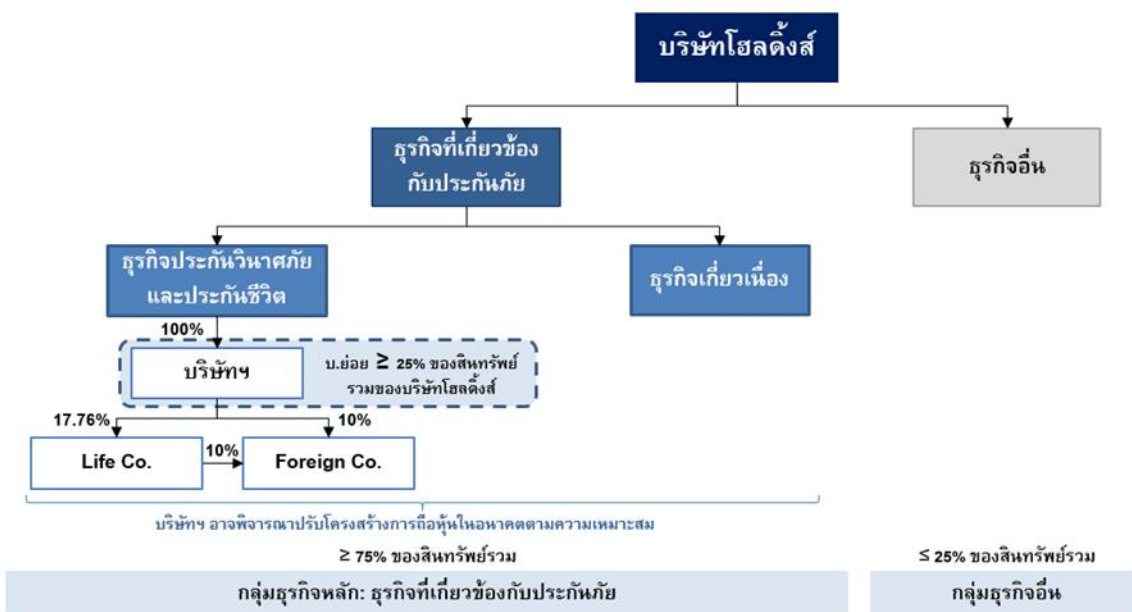 บริษัทโฮลดิ้งส์
ธุรกิจที่เกี่ยวข้อง
กับประกันภัย
ธุรกิจอื่น
ธุรกิจประกันวินาศภัย
และประกันชีวิต
ธุรกิจเกี่ยวเนื่อง
100%
บริษัทฯ
บ.ย่อย ≥ 25% ของสินทรัพย์
รวมของบริษัทโฮลดิ้งส์
17.76%
10%
Life Co.
10%
Foreign Co.
บริษัทฯ อาจพิจารณาปรับโครงสร้างการถือหุ้นในอนาคตตามความเหมาะสม
≥ 75% ของสินทรัพย์รวม
≤ 25% ของสินทรัพย์รวม
กลุ่มธุรกิจหลัก: ธุรกิจที่เกี่ยวข้องกับประกันภัย
กลุ่มธุรกิจอื่น